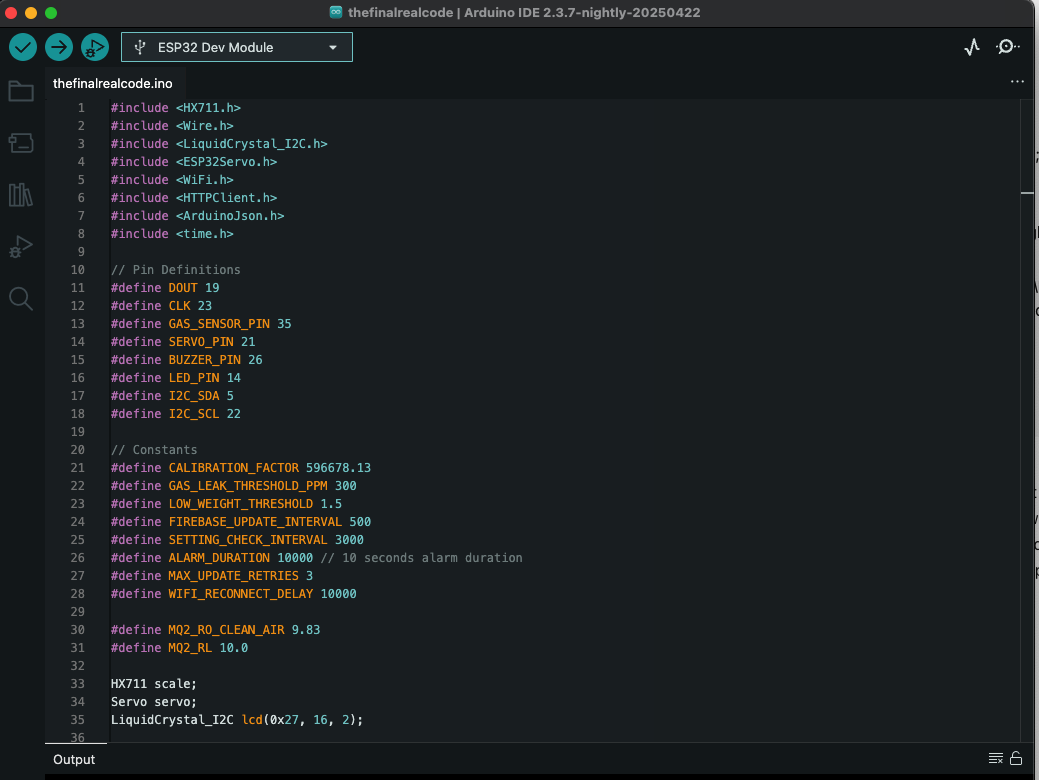 thefinalrealcode | Arduino IDE 2.3.7-nightly-20250422
ESP32 Dev Module
thefinalrealcode.ino
1 #include <HX711.h>
2 #include <Wire.h>
3 #include <LiquidCrystal_I2C.h>
4 #include <ESP32Servo.h>
5 #include <WiFi.h>
6 #include <HTTPClient.h>
7 #include <ArduinoJson.h>
8 #include <time.h>
9
10 // Pin Definitions
11 #define DOUT 19
12 #define CLK 23
13 #define GAS_SENSOR_PIN 35
14 #define SERVO_PIN 21
15 #define BUZZER_PIN 26
16 #define LED_PIN 14
17 #define I2C_SDA 5
18 #define I2C_SCL 22
19
20 // Constants
21 #define CALIBRATION_FACTOR 596678.13
22 #define GAS_LEAK_THRESHOLD_PPM 300
23 #define LOW_WEIGHT_THRESHOLD 1.5
24 #define FIREBASE_UPDATE_INTERVAL 500
25 #define SETTING_CHECK_INTERVAL 3000
26 #define ALARM_DURATION 10000 // 10 seconds alarm duration
27 #define MAX_UPDATE_RETRIES 3
28 #define WIFI_RECONNECT_DELAY 10000
29
30 #define MQ2_RO_CLEAN_AIR 9.83
31 #define MQ2_RL 10.0
32
33 HX711 scale;
34 Servo servo;
35 LiquidCrystal_I2C lcd(0x27, 16, 2);
36
Output